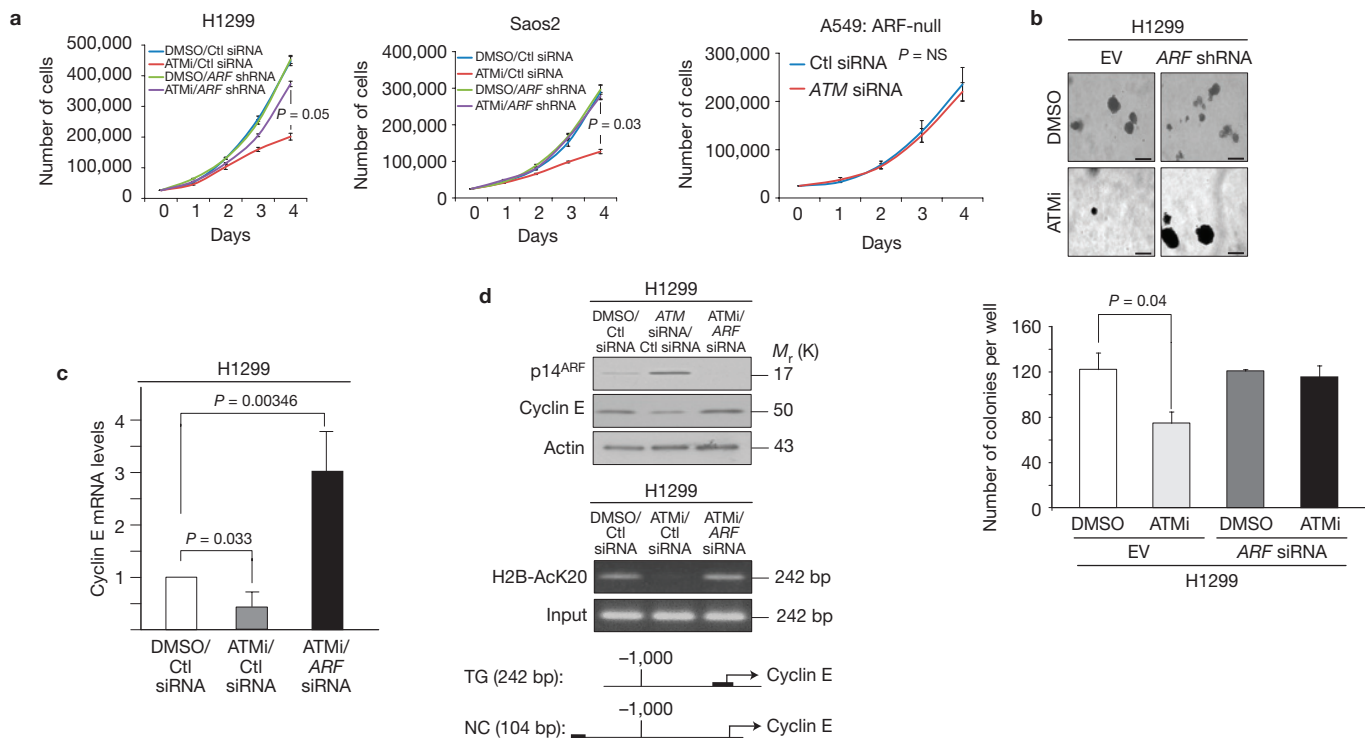 a
H1299
Number of cells
500,000
400,000
300,000
200,000
100,000
0
DMSO/Ctl siRNA
ATMi/Ctl siRNA
DMSO/ARF shRNA
ATMi/ARF shRNA
P = 0.05
0 1 2 3 4
Days
Saos2
Number of cells
400,000
300,000
200,000
100,000
0
DMSO/Ctl siRNA
ATMi/Ctl siRNA
DMSO/ARF shRNA
ATMi/ARF shRNA
P = 0.03
0 1 2 3 4
Days
A549: ARF-null
Number of cells
300,000
250,000
200,000
150,000
100,000
50,000
0
Ctl siRNA
ATM siRNA
P = NS
0 1 2 3 4
Days
b
H1299
EV ARF shRNA
DMSO
ATMi
Number of colonies per well
160
120
80
40
0
P = 0.04
DMSO ATMi DMSO ATMi
EV ARF siRNA
H1299
c
H1299
Cyclin E mRNA levels
4
3
2
1
P = 0.00346
P = 0.033
DMSO/ Ctl siRNA
ATMi/ Ctl siRNA
ATMi/ ARF siRNA
d
H1299
DMSO/ Ctl siRNA
ATM siRNA/ Ctl siRNA
ATMi/ ARF siRNA
Mr (K)
p14ARF 17
Cyclin E 50
Actin 43
H1299
DMSO/ Ctl siRNA
ATMi/ Ctl siRNA
ATMi/ ARF siRNA
H2B-AcK20 242 bp
Input 242 bp
–1,000
TG (242 bp): Cyclin E
–1,000
NC (104 bp): Cyclin E